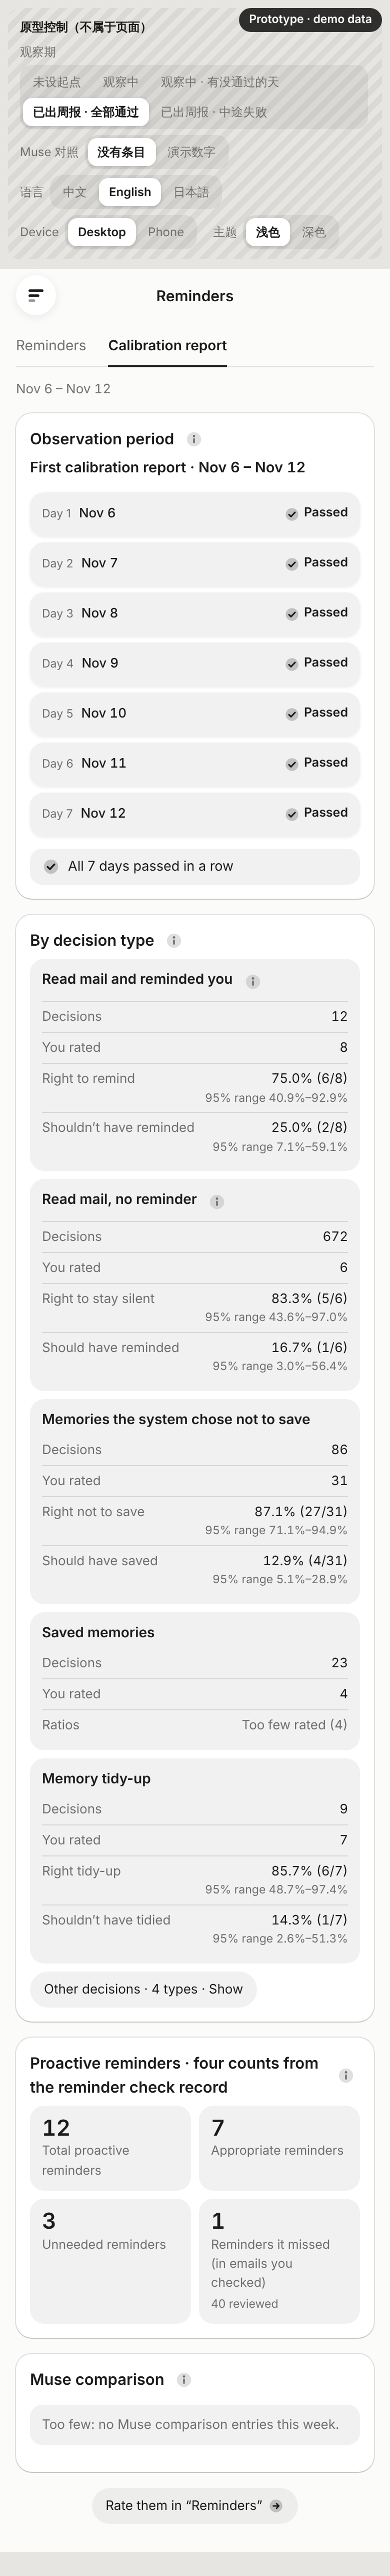 Prototype · demo data
原型控制（不属于页面）
观察期
未设起点 观察中 观察中 · 有没通过的天
已出周报 · 全部通过 已出周报 · 中途失败
Muse 对照 没有条目 演示数字
语言 中文 English 日本語
Device Desktop Phone 主题 浅色 深色
Reminders
Reminders Calibration report
Nov 6 – Nov 12
Observation period
First calibration report · Nov 6 – Nov 12
Day 1 Nov 6 Passed
Day 2 Nov 7 Passed
Day 3 Nov 8 Passed
Day 4 Nov 9 Passed
Day 5 Nov 10 Passed
Day 6 Nov 11 Passed
Day 7 Nov 12 Passed
All 7 days passed in a row
By decision type
Read mail and reminded you
Decisions 12
You rated 8
Right to remind 75.0% (6/8)
95% range 40.9%–92.9%
Shouldn’t have reminded 25.0% (2/8)
95% range 7.1%–59.1%
Read mail, no reminder
Decisions 672
You rated 6
Right to stay silent 83.3% (5/6)
95% range 43.6%–97.0%
Should have reminded 16.7% (1/6)
95% range 3.0%–56.4%
Memories the system chose not to save
Decisions 86
You rated 31
Right not to save 87.1% (27/31)
95% range 71.1%–94.9%
Should have saved 12.9% (4/31)
95% range 5.1%–28.9%
Saved memories
Decisions 23
You rated 4
Ratios Too few rated (4)
Memory tidy-up
Decisions 9
You rated 7
Right tidy-up 85.7% (6/7)
95% range 48.7%–97.4%
Shouldn’t have tidied 14.3% (1/7)
95% range 2.6%–51.3%
Other decisions · 4 types · Show
Proactive reminders · four counts from
the reminder check record
12
Total proactive
reminders
7
Appropriate reminders
3
Unneeded reminders
1
Reminders it missed
(in emails you
checked)
40 reviewed
Muse comparison
Too few: no Muse comparison entries this week.
Rate them in “Reminders”